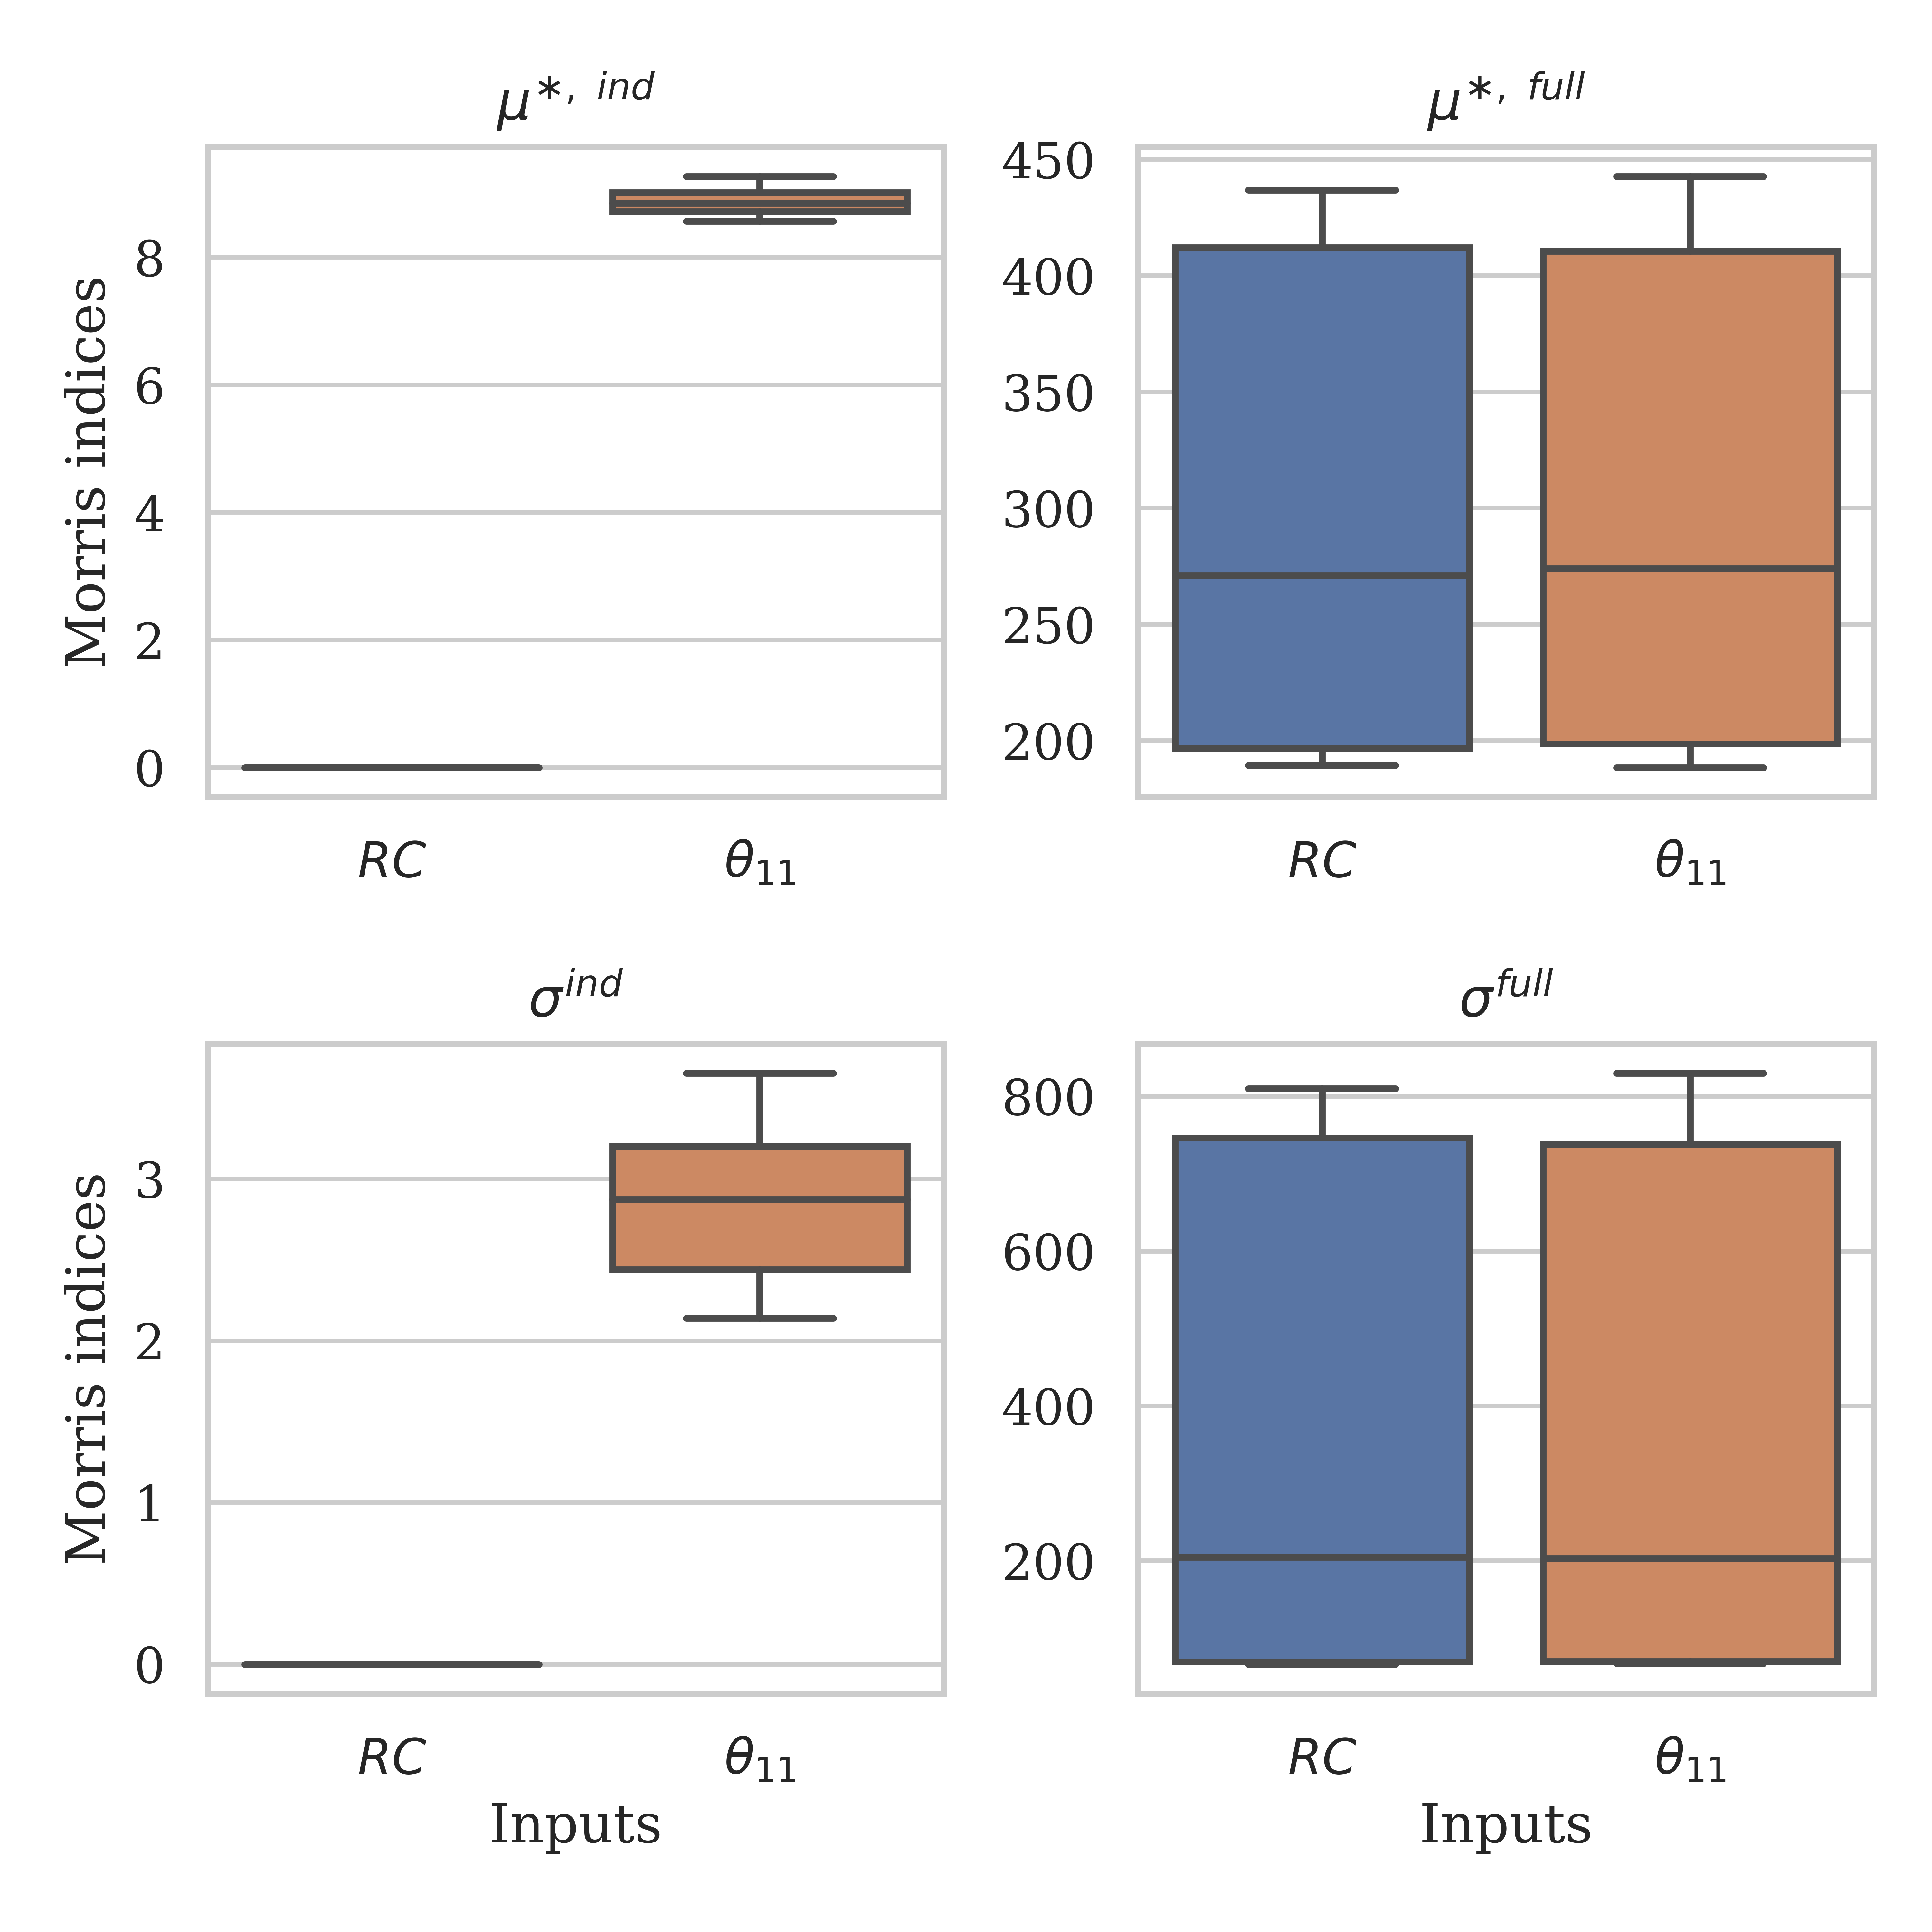 μ*, ind
μ*, full
Morris indices
8
6
4
2
0
450
400
350
300
250
200
RC
θ11
RC
θ11
σind
σfull
Morris indices
3
2
1
0
800
600
400
200
RC
θ11
RC
θ11
Inputs
Inputs